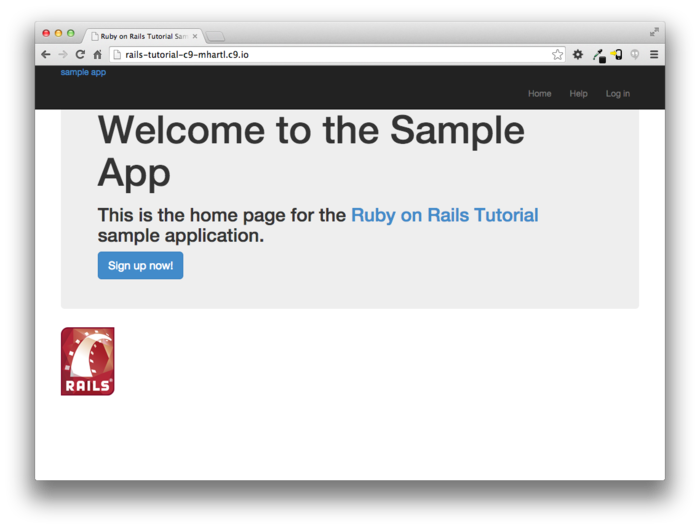 Ruby on Rails Tutorial Sam
rails-tutorial-c9-mhartl.c9.io
sample app
Home Help Log in
Welcome to the Sample
App
This is the home page for the Ruby on Rails Tutorial
sample application.
Sign up now!
RAILS